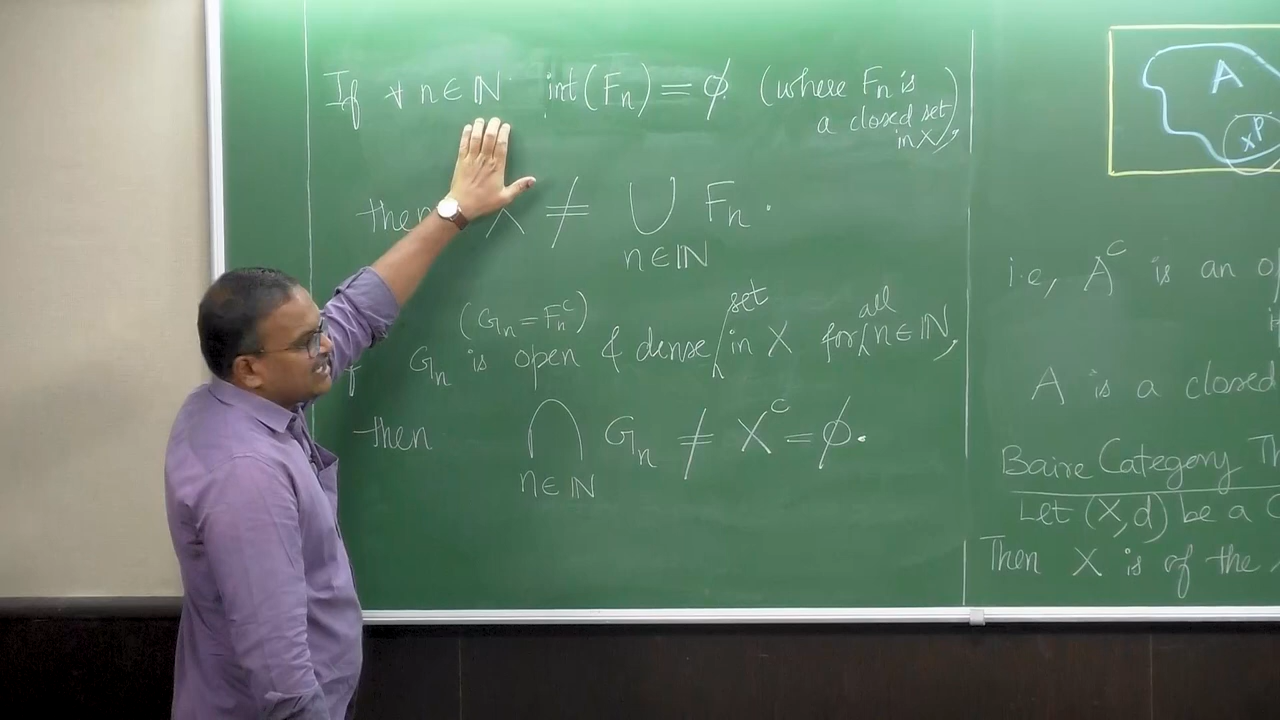 If ∀ n ∈ ℕ int(Fn) = ϕ. (where Fn is
a closed set
in X),
then X ≠ ∪ Fn.
n∈ℕ
(Gn = Fnᶜ)
Gn is open & dense set in X for all n∈ℕ,
then ∩ Gn ≠ Xᶜ = ϕ.
n∈ℕ
A
xP
i.e, Aᶜ is an
A is a closed
Baire Category
Let (X,d) be a
Then X is of the